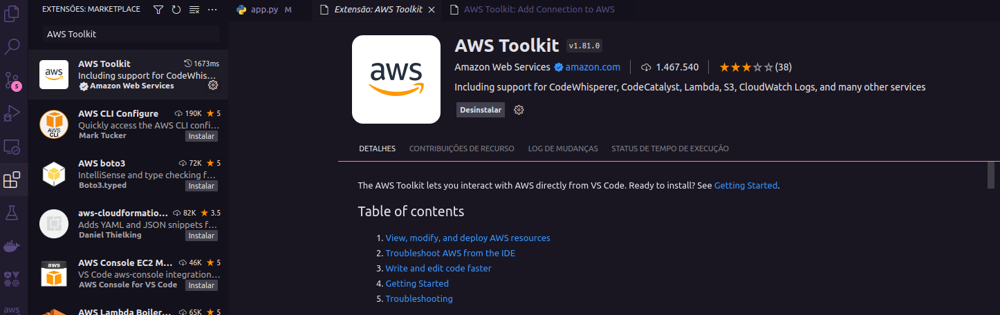 EXTENSÕES: MARKETPLACE
AWS Toolkit
AWS Toolkit 1673ms
Including support for CodeWhis...
Amazon Web Services
AWS CLI Configure 190K 5
Quickly access the AWS CLI confi...
Mark Tucker Instalar
AWS boto3 72K 5
IntelliSense and type checking f...
Boto3.typed Instalar
aws-cloudformatio... 82K 3.5
Adds YAML and JSON snippets f...
Daniel Thielking Instalar
AWS Console EC2 M... 46K 5
VS Code aws-console integration...
AWS Console for VS Code Instalar
AWS Lambda Boiler... 65K 5
5
aws
AWS
CLI
aws
app.py M
Extensão: AWS Toolkit
AWS Toolkit: Add Connection to AWS
aws
AWS Toolkit v1.81.0
Amazon Web Services amazon.com 1.467.540 (38)
Including support for CodeWhisperer, CodeCatalyst, Lambda, S3, CloudWatch Logs, and many other services
Desinstalar
DETALHES CONTRIBUIÇÕES DE RECURSO LOG DE MUDANÇAS STATUS DE TEMPO DE EXECUÇÃO
The AWS Toolkit lets you interact with AWS directly from VS Code. Ready to install? See Getting Started.
Table of contents
1. View, modify, and deploy AWS resources
2. Troubleshoot AWS from the IDE
3. Write and edit code faster
4. Getting Started
5. Troubleshooting
aws